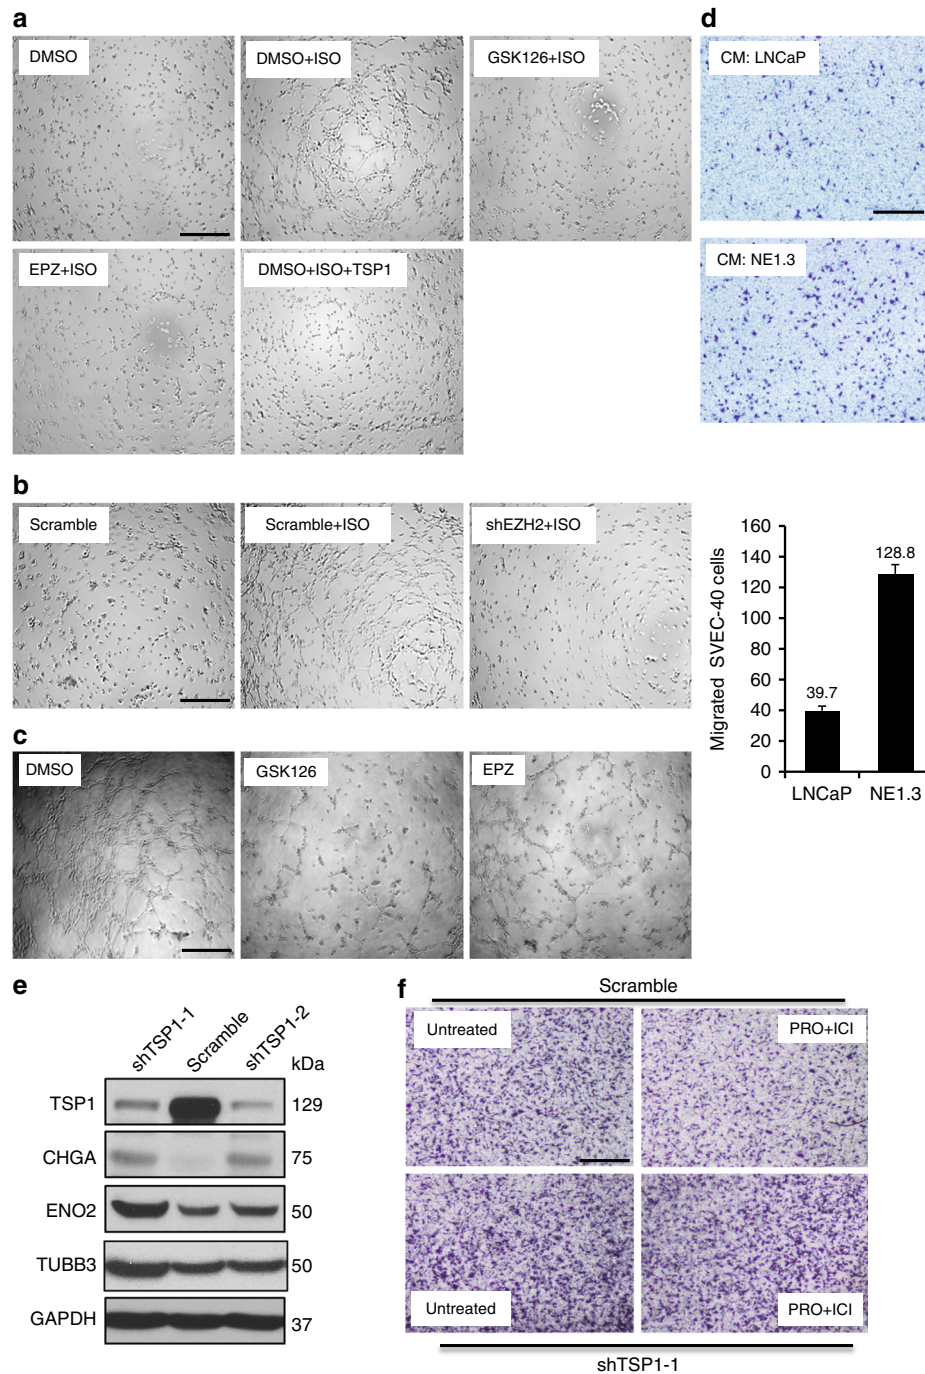 a
DMSO
DMSO+ISO
GSK126+ISO
EPZ+ISO
DMSO+ISO+TSP1
b
Scramble
Scramble+ISO
shEZH2+ISO
c
DMSO
GSK126
EPZ
d
CM: LNCaP
CM: NE1.3
Migrated SVEC-40 cells
160
140
120
100
80
60
40
20
0
39.7
128.8
LNCaP
NE1.3
e
shTSP1-1
Scramble
shTSP1-2
kDa
TSP1
129
CHGA
75
ENO2
50
TUBB3
50
GAPDH
37
f
Scramble
Untreated
PRO+ICI
Untreated
PRO+ICI
shTSP1-1